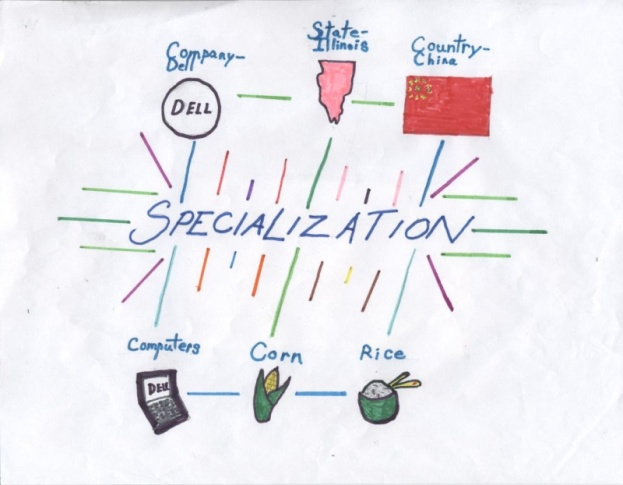 Company-
Dell
State-
Illinois
Country-
China
DELL
SPECIALIZATION
Computers
Corn
Rice
DELL